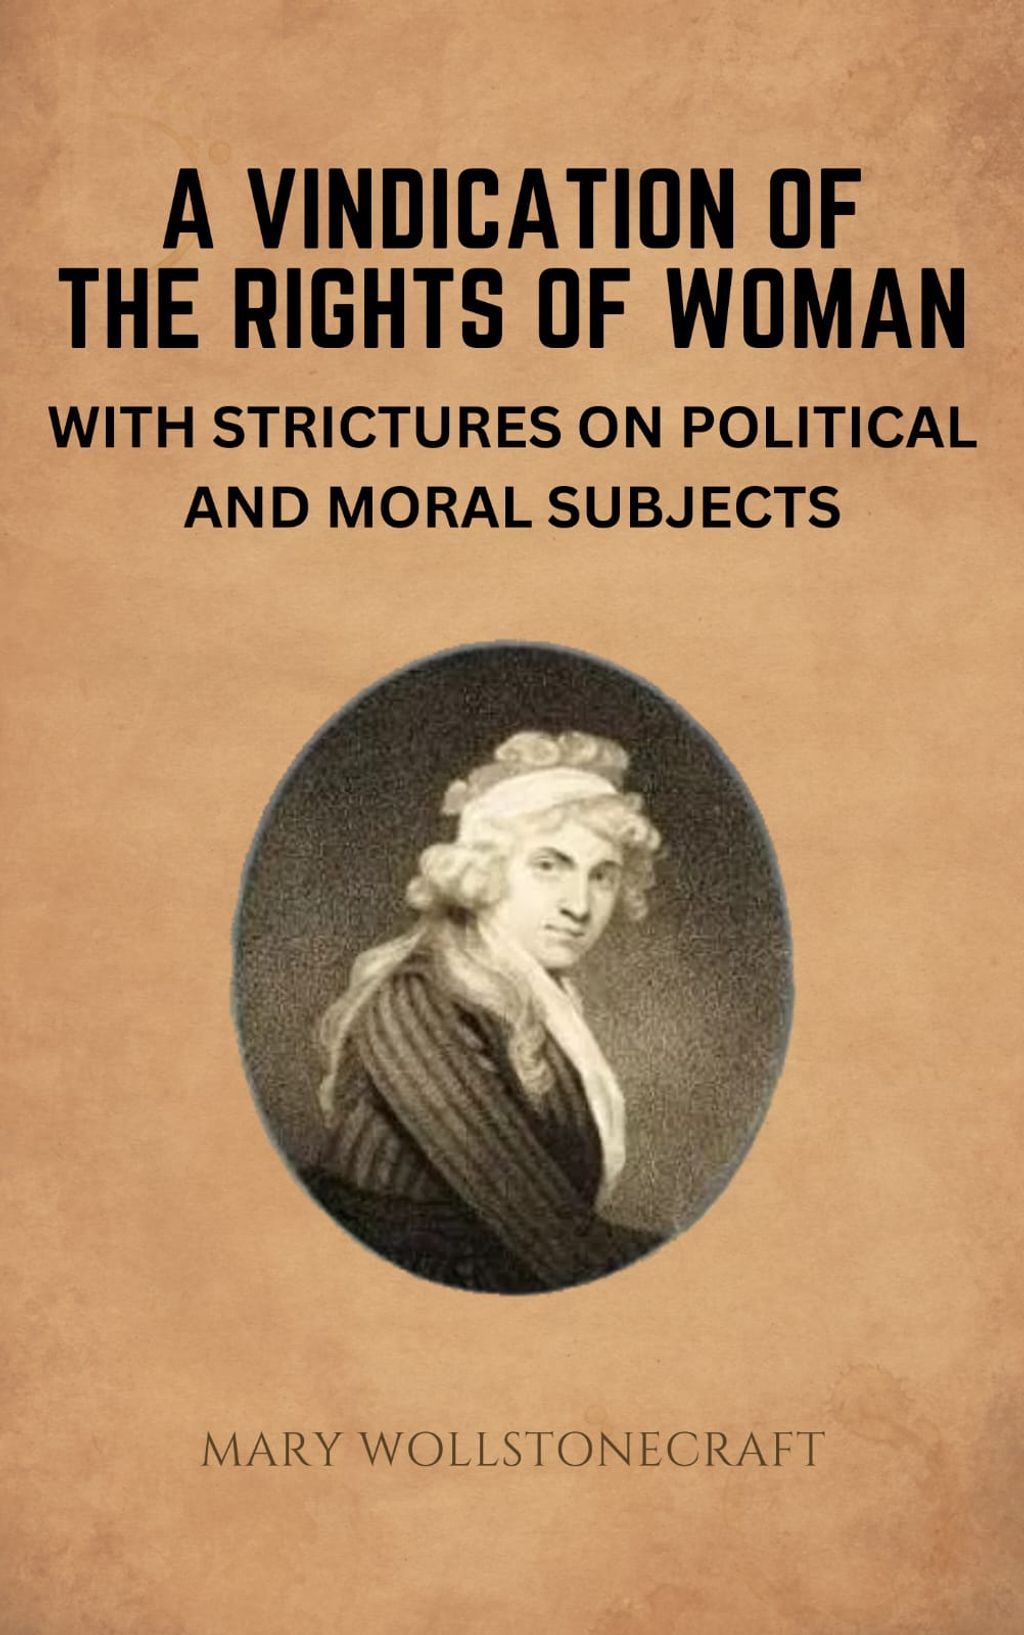 A VINDICATION OF
THE RIGHTS OF WOMAN
WITH STRICTURES ON POLITICAL
AND MORAL SUBJECTS
MARY WOLLSTONECRAFT